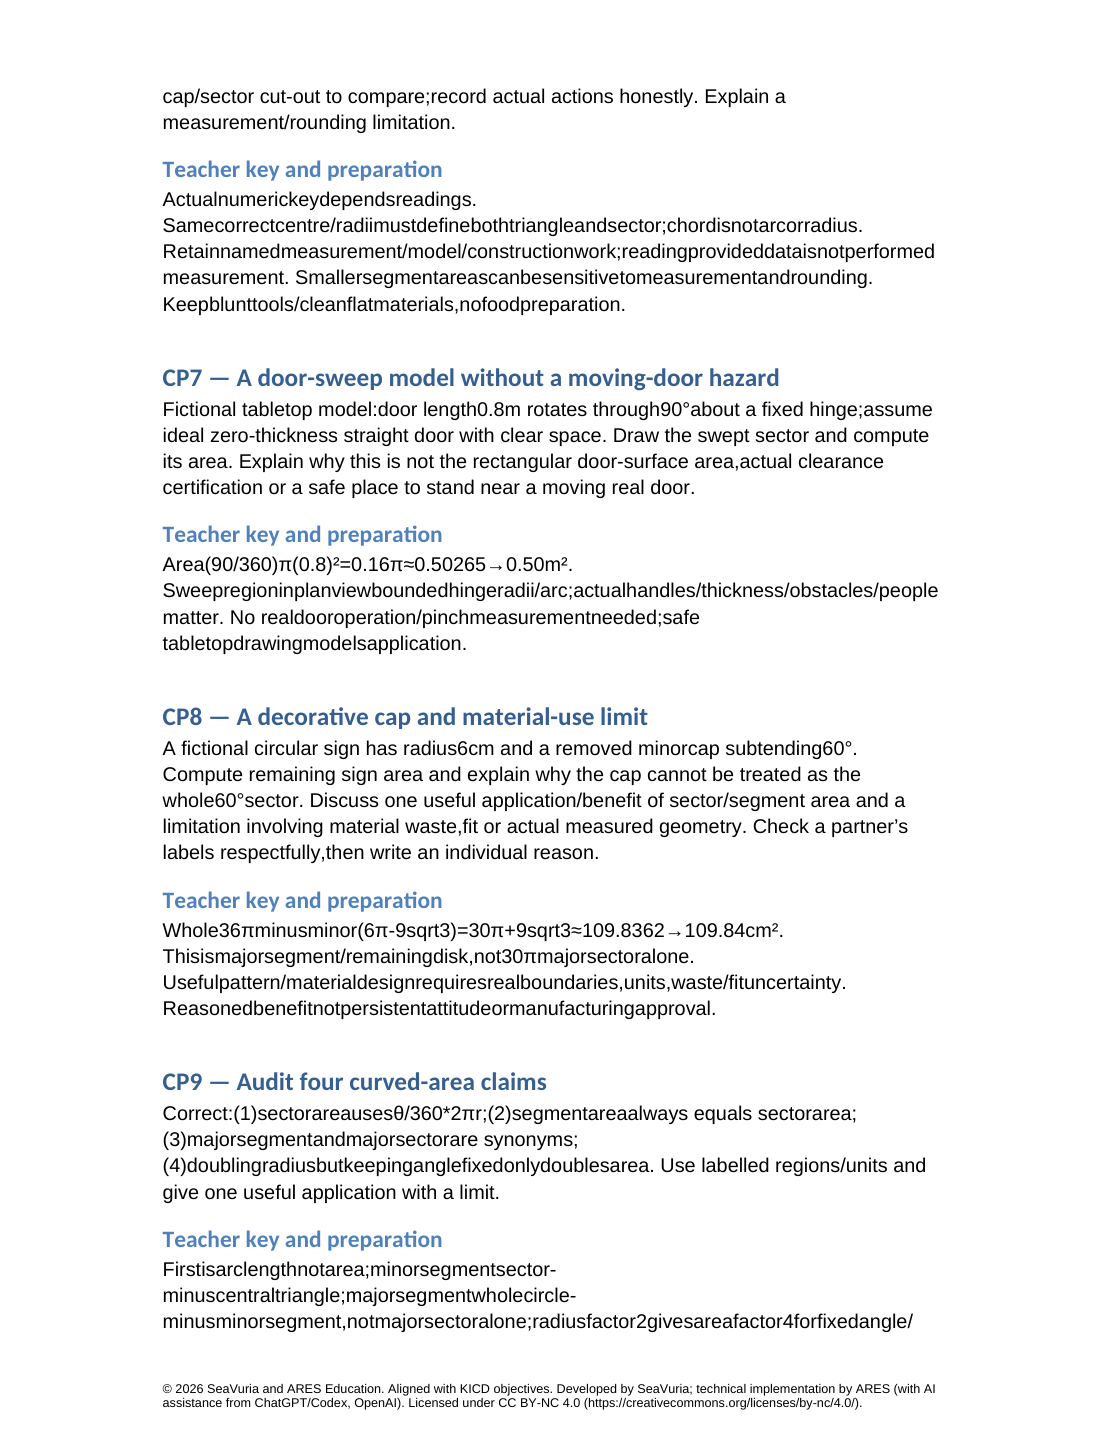 cap/sector cut-out to compare;record actual actions honestly. Explain a
measurement/rounding limitation.
Teacher key and preparation
Actualnumerickeydependsreadings.
Samecorrectcentre/radiimustdefinebothtriangleandsector;chordisnotarcorradius.
Retainnamedmeasurement/model/constructionwork;readingprovideddataisnotperformed
measurement. Smallersegmentareascanbesensitivetomeasurementandrounding.
Keepblunttools/cleanflatmaterials,nofoodpreparation.
CP7 — A door-sweep model without a moving-door hazard
Fictional tabletop model:door length0.8m rotates through90°about a fixed hinge;assume
ideal zero-thickness straight door with clear space. Draw the swept sector and compute
its area. Explain why this is not the rectangular door-surface area,actual clearance
certification or a safe place to stand near a moving real door.
Teacher key and preparation
Area(90/360)π(0.8)²=0.16π≈0.50265→0.50m².
Sweepregioninplanviewboundedhingeradii/arc;actualhandles/thickness/obstacles/people
matter. No realdooroperation/pinchmeasurementneeded;safe
tabletopdrawingmodelsapplication.
CP8 — A decorative cap and material-use limit
A fictional circular sign has radius6cm and a removed minorcap subtending60°.
Compute remaining sign area and explain why the cap cannot be treated as the
whole60°sector. Discuss one useful application/benefit of sector/segment area and a
limitation involving material waste,fit or actual measured geometry. Check a partner’s
labels respectfully,then write an individual reason.
Teacher key and preparation
Whole36πminusminor(6π-9sqrt3)=30π+9sqrt3≈109.8362→109.84cm².
Thisismajorsegment/remainingdisk,not30πmajorsectoralone.
Usefulpattern/materialdesignrequiresrealboundaries,units,waste/fituncertainty.
Reasonedbenefitnotpersistentattitudeormanufacturingapproval.
CP9 — Audit four curved-area claims
Correct:(1)sectorareausesθ/360*2πr;(2)segmentareaalways equals sectorarea;
(3)majorsegmentandmajorsectorare synonyms;
(4)doublingradiusbutkeepinganglefixedonlydoublesarea. Use labelled regions/units and
give one useful application with a limit.
Teacher key and preparation
Firstisarclengthnotarea;minorsegmentsector-
minuscentraltriangle;majorsegmentwholecircle-
minusminorsegment,notmajorsectoralone;radiusfactor2givesareafactor4forfixedangle/
© 2026 SeaVuria and ARES Education. Aligned with KICD objectives. Developed by SeaVuria; technical implementation by ARES (with AI
assistance from ChatGPT/Codex, OpenAI). Licensed under CC BY-NC 4.0 (https://creativecommons.org/licenses/by-nc/4.0/).